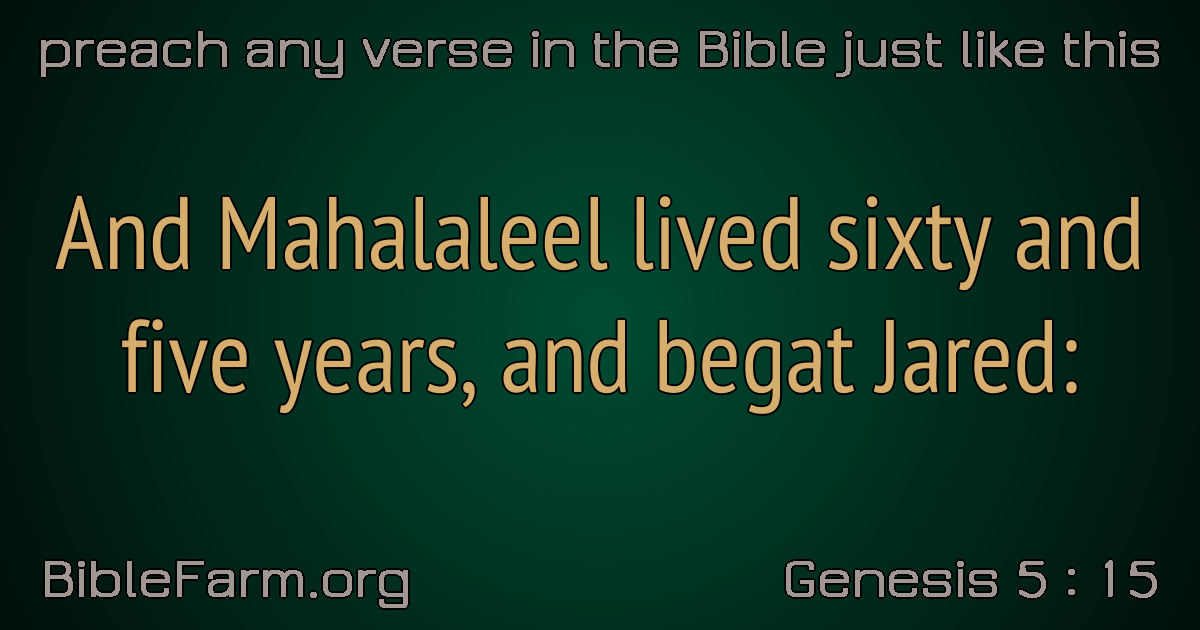 preach any verse in the Bible just like this
And Mahalaleel lived sixty and
five years, and begat Jared:
BibleFarm.org
Genesis 5 : 15